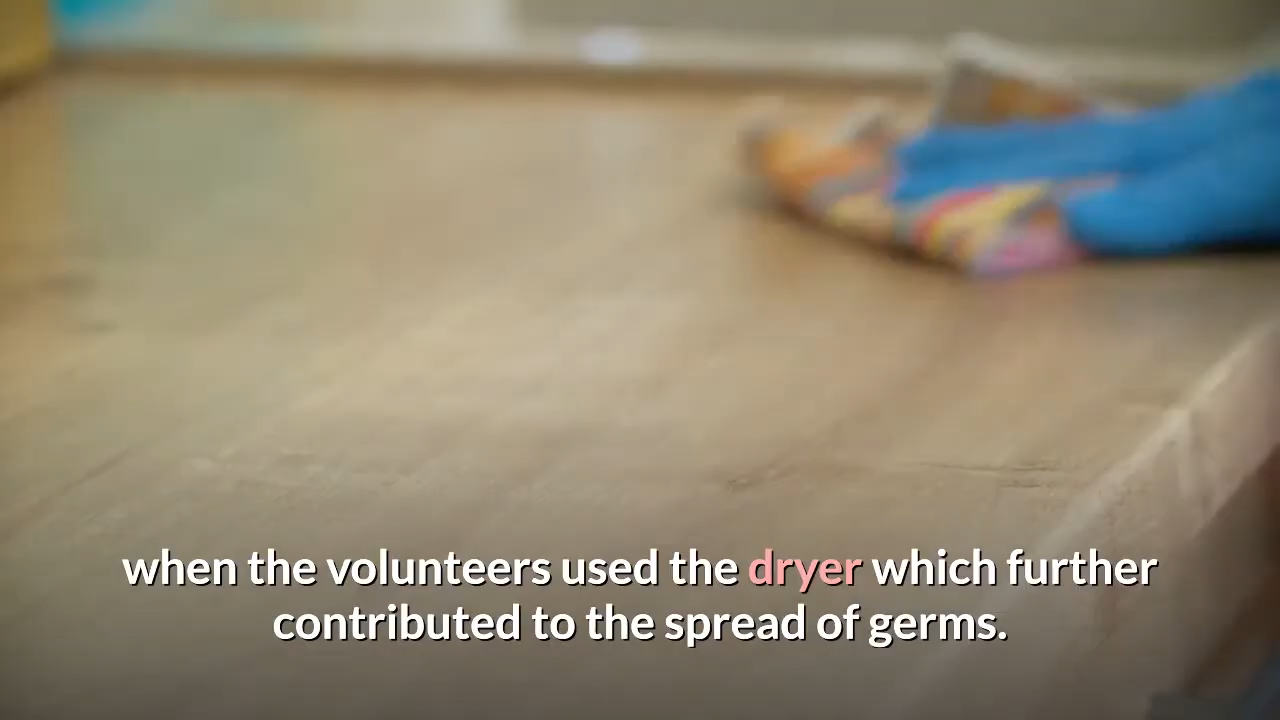 when the volunteers used the dryer which further
contributed to the spread of germs.